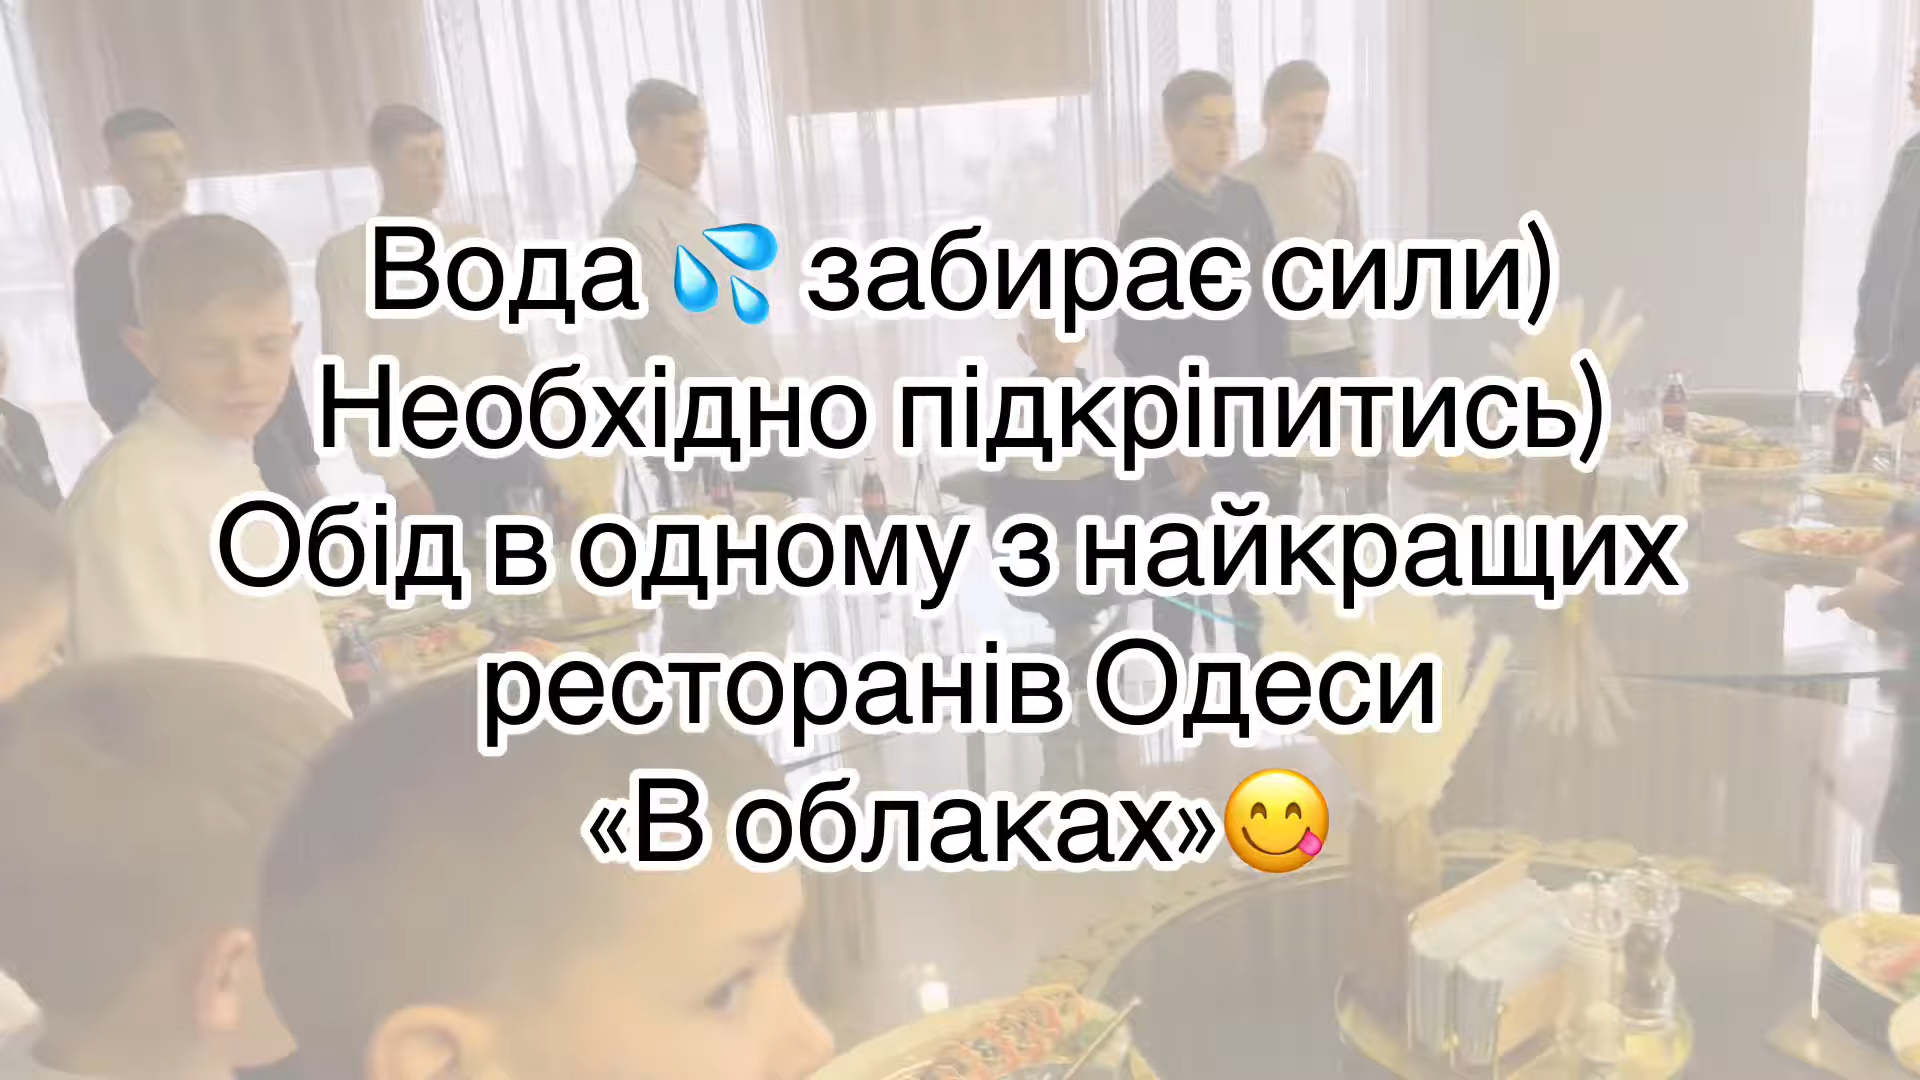 Вода 💦 забирає сили)
Необхідно підкріпитись)
Обід в одному з найкращих
ресторанів Одеси
«В облаках»😋